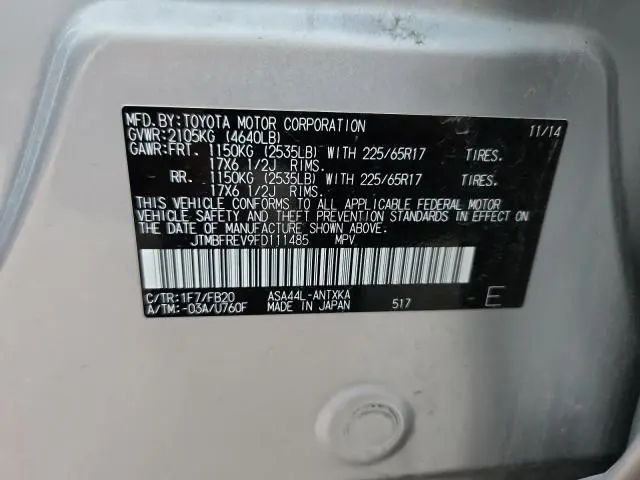 MFD.BY:TOYOTA MOTOR CORPORATION 11/14
GVWR:2105KG (4640LB)
GAWR:FRT. 1150KG (2535LB) WITH 225/65R17 TIRES.
17X6 1/2J RIMS.
RR. 1150KG (2535LB) WITH 225/65R17 TIRES.
17X6 1/2J RIMS.
THIS VEHICLE CONFORMS TO ALL APPLICABLE FEDERAL MOTOR
VEHICLE SAFETY AND THEFT PREVENTION STANDARDS IN EFFECT ON
THE DATE OF MANUFACTURE SHOWN ABOVE.
JTMBFREV9FD111485 MPV
C/TR:1F7/FB20 ASA44L-ANTXKA E
A/TM:-03A/U760F MADE IN JAPAN 517